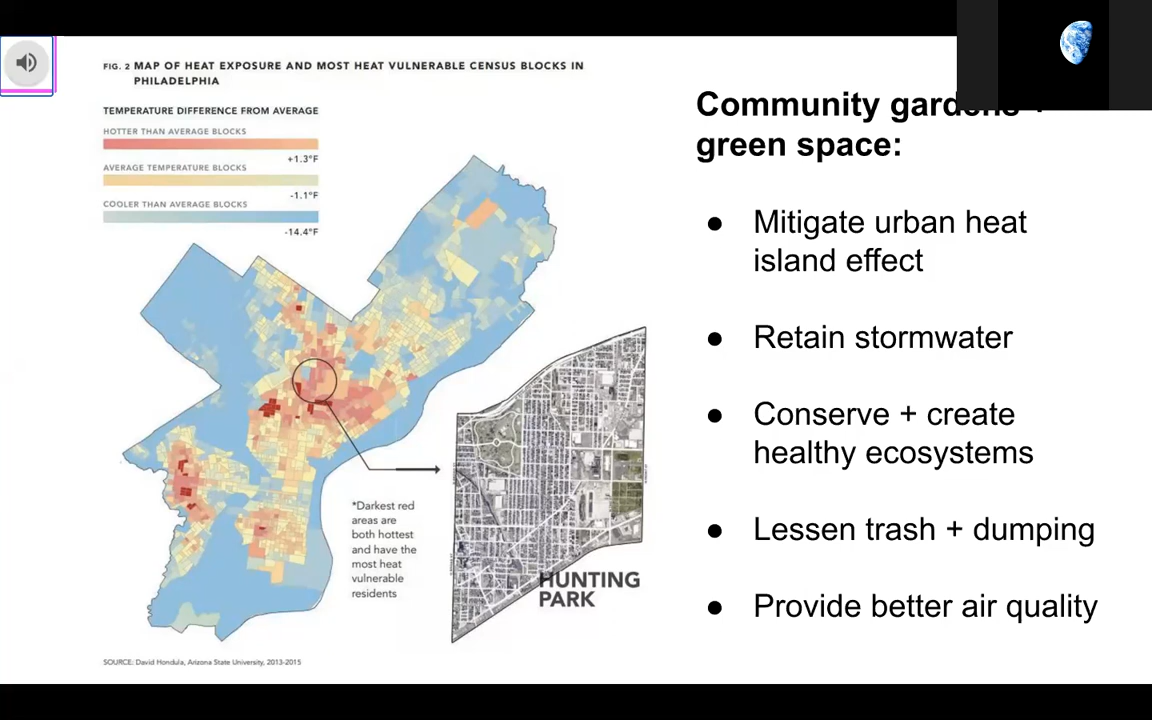 FIG. 2 MAP OF HEAT EXPOSURE AND MOST HEAT VULNERABLE CENSUS BLOCKS IN
PHILADELPHIA
TEMPERATURE DIFFERENCE FROM AVERAGE
HOTTER THAN AVERAGE BLOCKS
+1.3°F
AVERAGE TEMPERATURE BLOCKS
-1.1°F
COOLER THAN AVERAGE BLOCKS
-14.4°F
*Darkest red
areas are
both hottest
and have the
most heat
vulnerable
residents
HUNTING
PARK
SOURCE: David Hondula, Arizona State University, 2013-2015
Community gardens
green space:
● Mitigate urban heat
island effect
● Retain stormwater
● Conserve + create
healthy ecosystems
● Lessen trash + dumping
● Provide better air quality